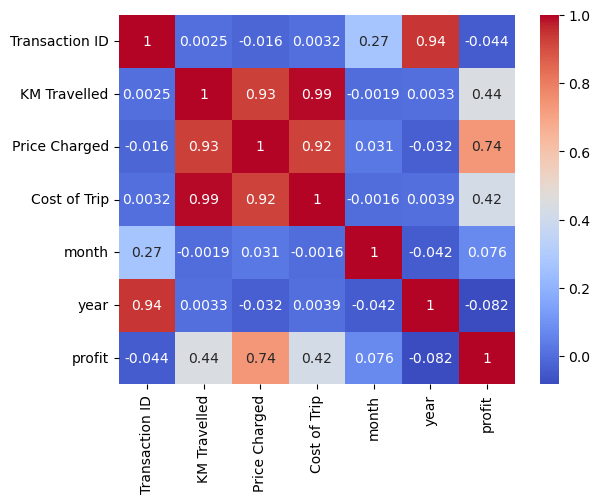 Transaction ID 1 0.0025 -0.016 0.0032 0.27 0.94 -0.044
KM Travelled 0.0025 1 0.93 0.99 -0.0019 0.0033 0.44
Price Charged -0.016 0.93 1 0.92 0.031 -0.032 0.74
Cost of Trip 0.0032 0.99 0.92 1 -0.0016 0.0039 0.42
month 0.27 -0.0019 0.031 -0.0016 1 -0.042 0.076
year 0.94 0.0033 -0.032 0.0039 -0.042 1 -0.082
profit -0.044 0.44 0.74 0.42 0.076 -0.082 1
Transaction ID
KM Travelled
Price Charged
Cost of Trip
month
year
profit
1.0
0.8
0.6
0.4
0.2
0.0